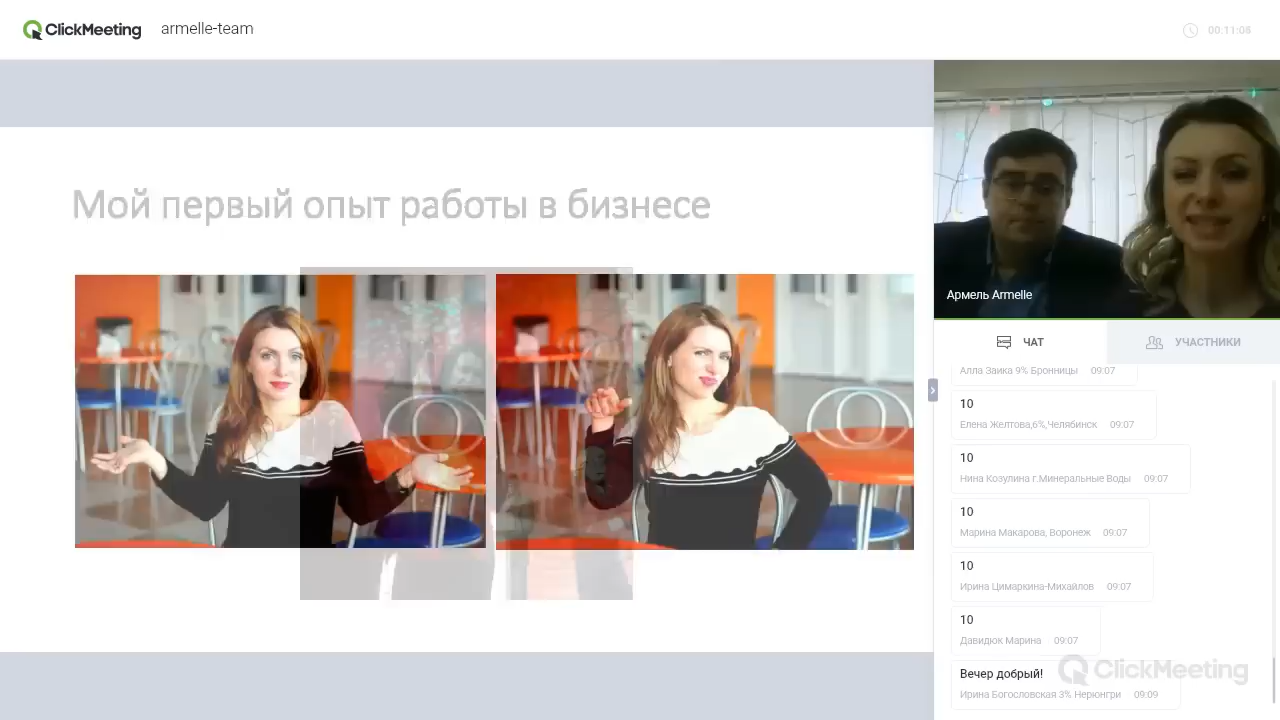 ClickMeeting
armelle-team
00:11:06
Мой первый опыт работы в бизнесе
Армель Armelle
ЧАТ
УЧАСТНИКИ
Алла Заика 9% Бронницы 09:07
10
Елена Желтова,6%,Челябинск 09:07
10
Нина Козулина г.Минеральные Воды 09:07
10
Марина Макарова, Воронеж 09:07
10
Ирина Цимаркина-Михайлов 09:07
10
Давидюк Марина 09:07
Вечер добрый!
Ирина Богословская 3% Нерюнгри 09:09
ClickMeeting